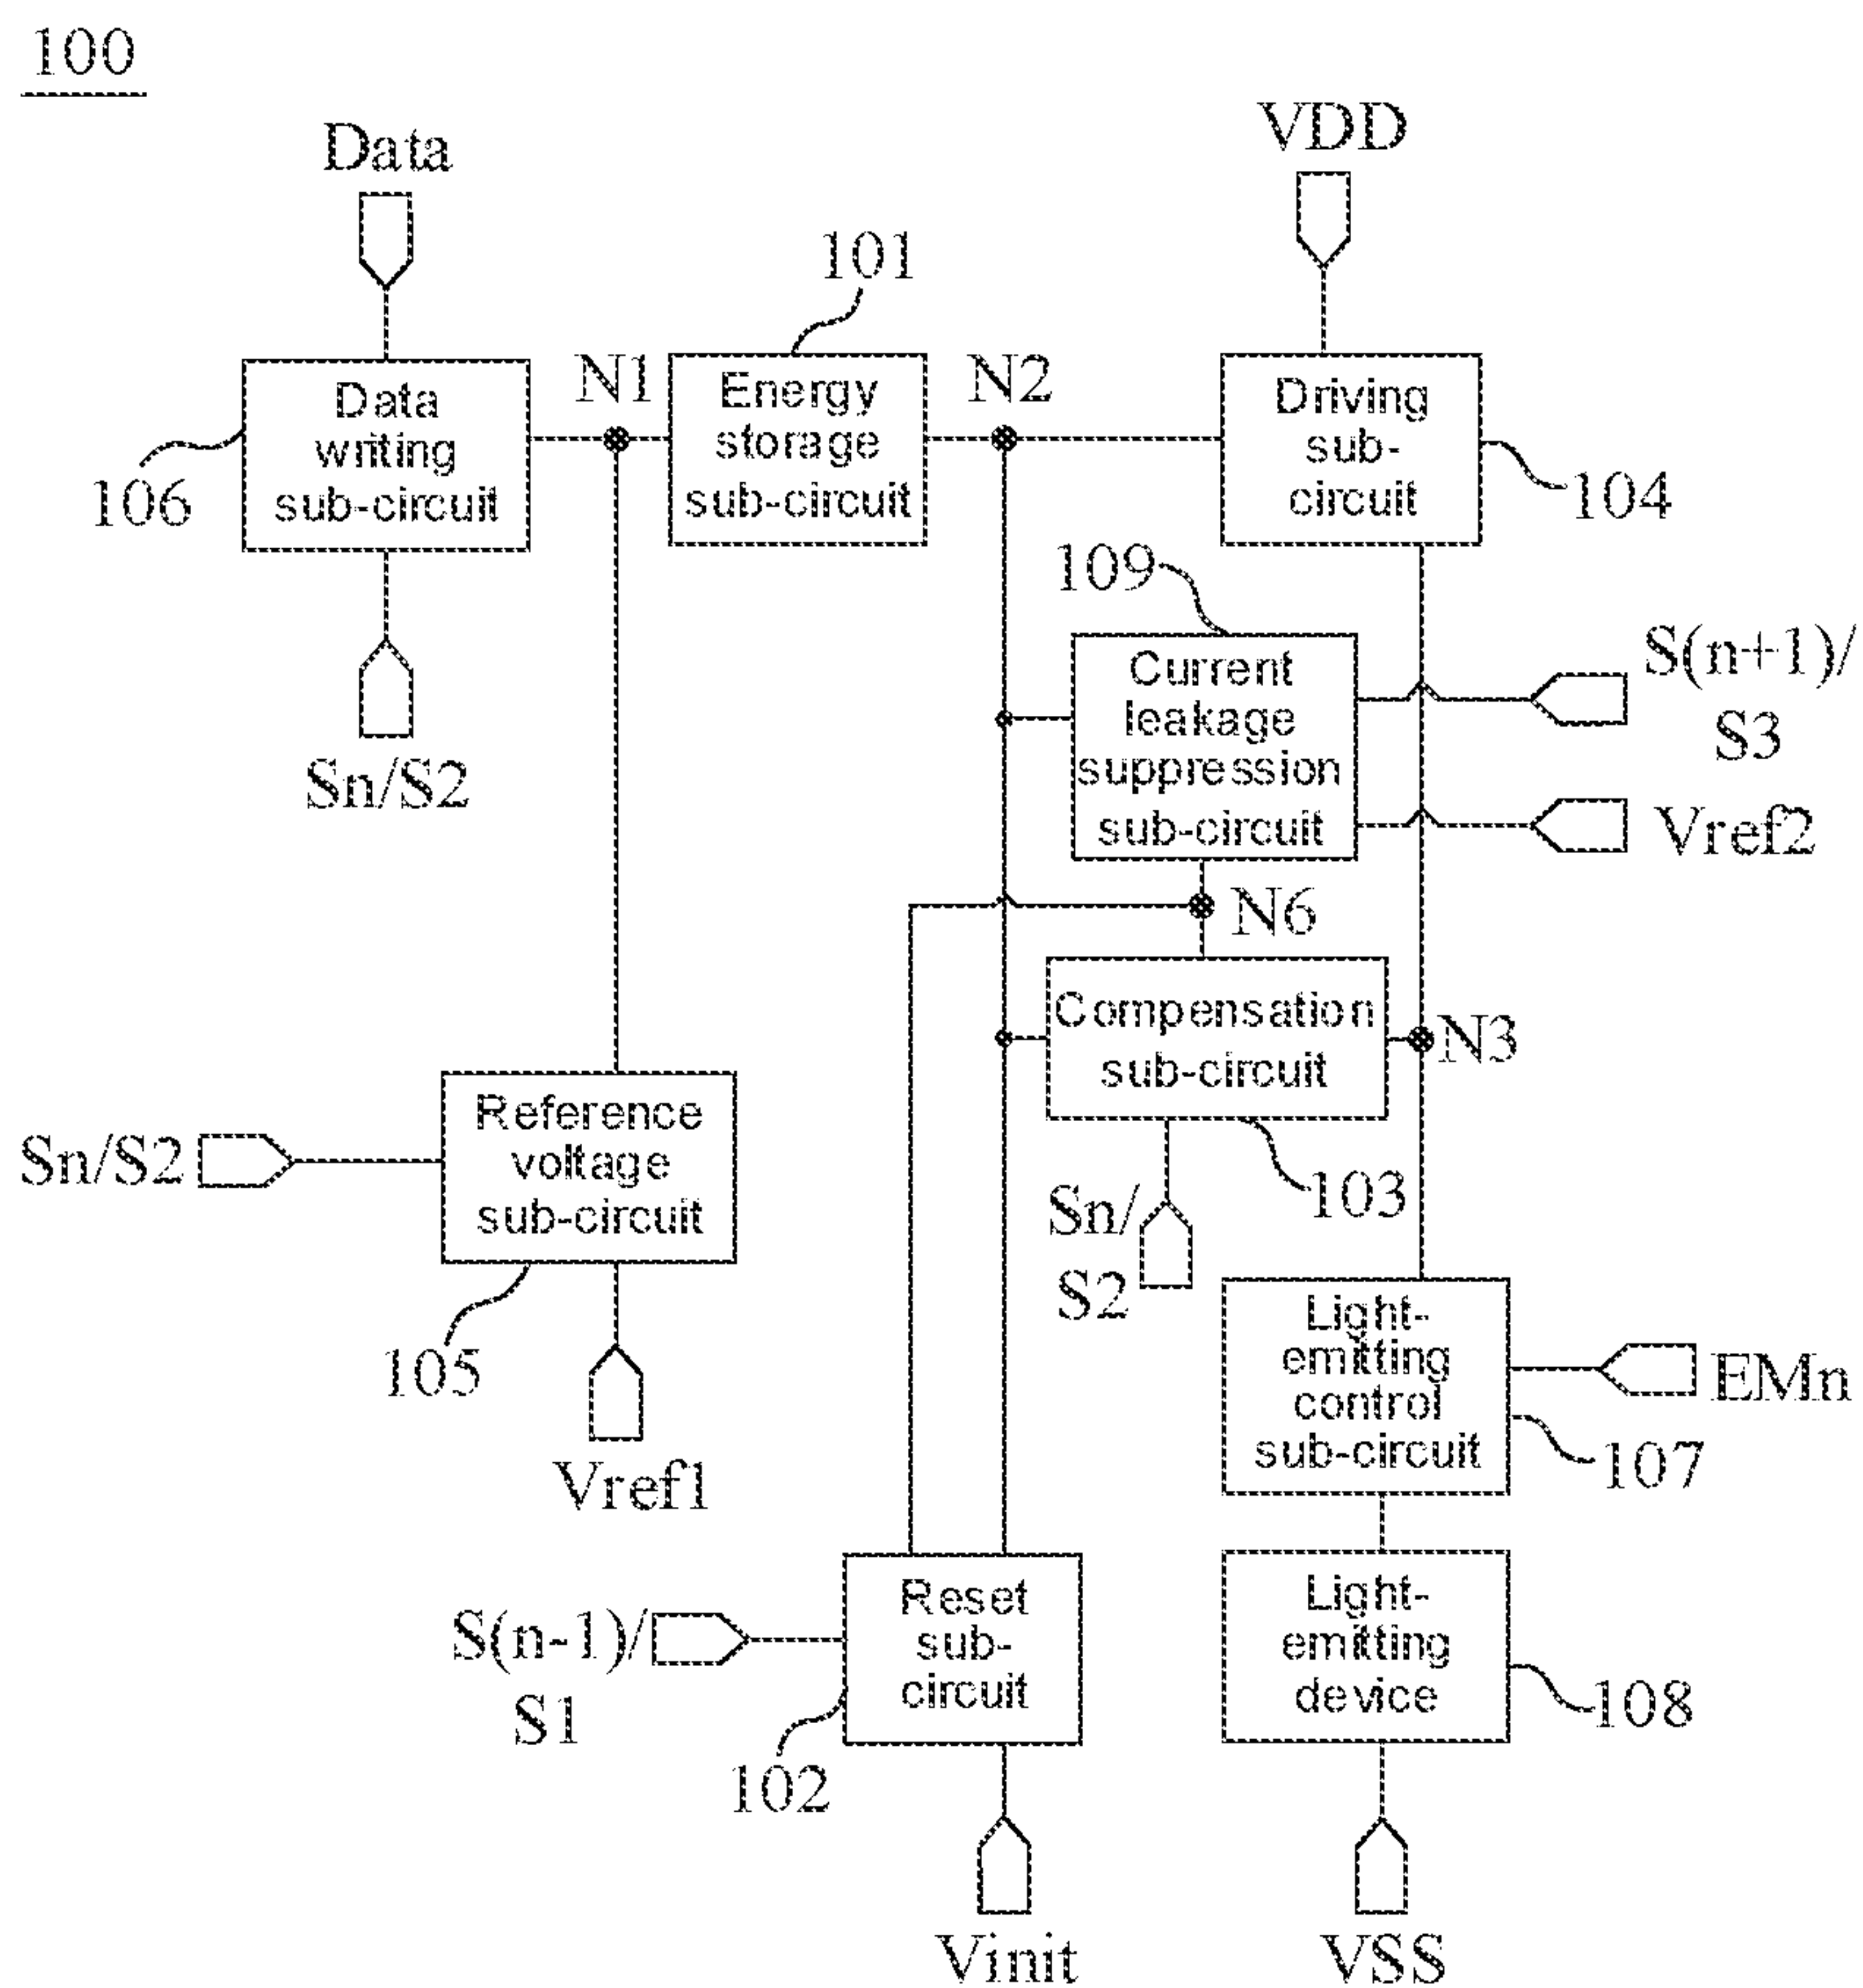 100
Data
VDD
101
N1
N2
Data
writing
sub-circuit
Energy
storage
sub-circuit
Driving
sub-
circuit
106
104
109
Sn/S2
Current
leakage
suppression
sub-circuit
S(n+1)/
S3
Vref2
N6
Compensation
sub-circuit
N3
Reference
voltage
sub-circuit
Sn/S2
103
Sn/
S2
105
Vref1
Light-
emitting
control
sub-circuit
EMn
107
Reset
sub-
circuit
S(n-1)/
S1
102
Light-
emitting
device
108
Vinit
VSS